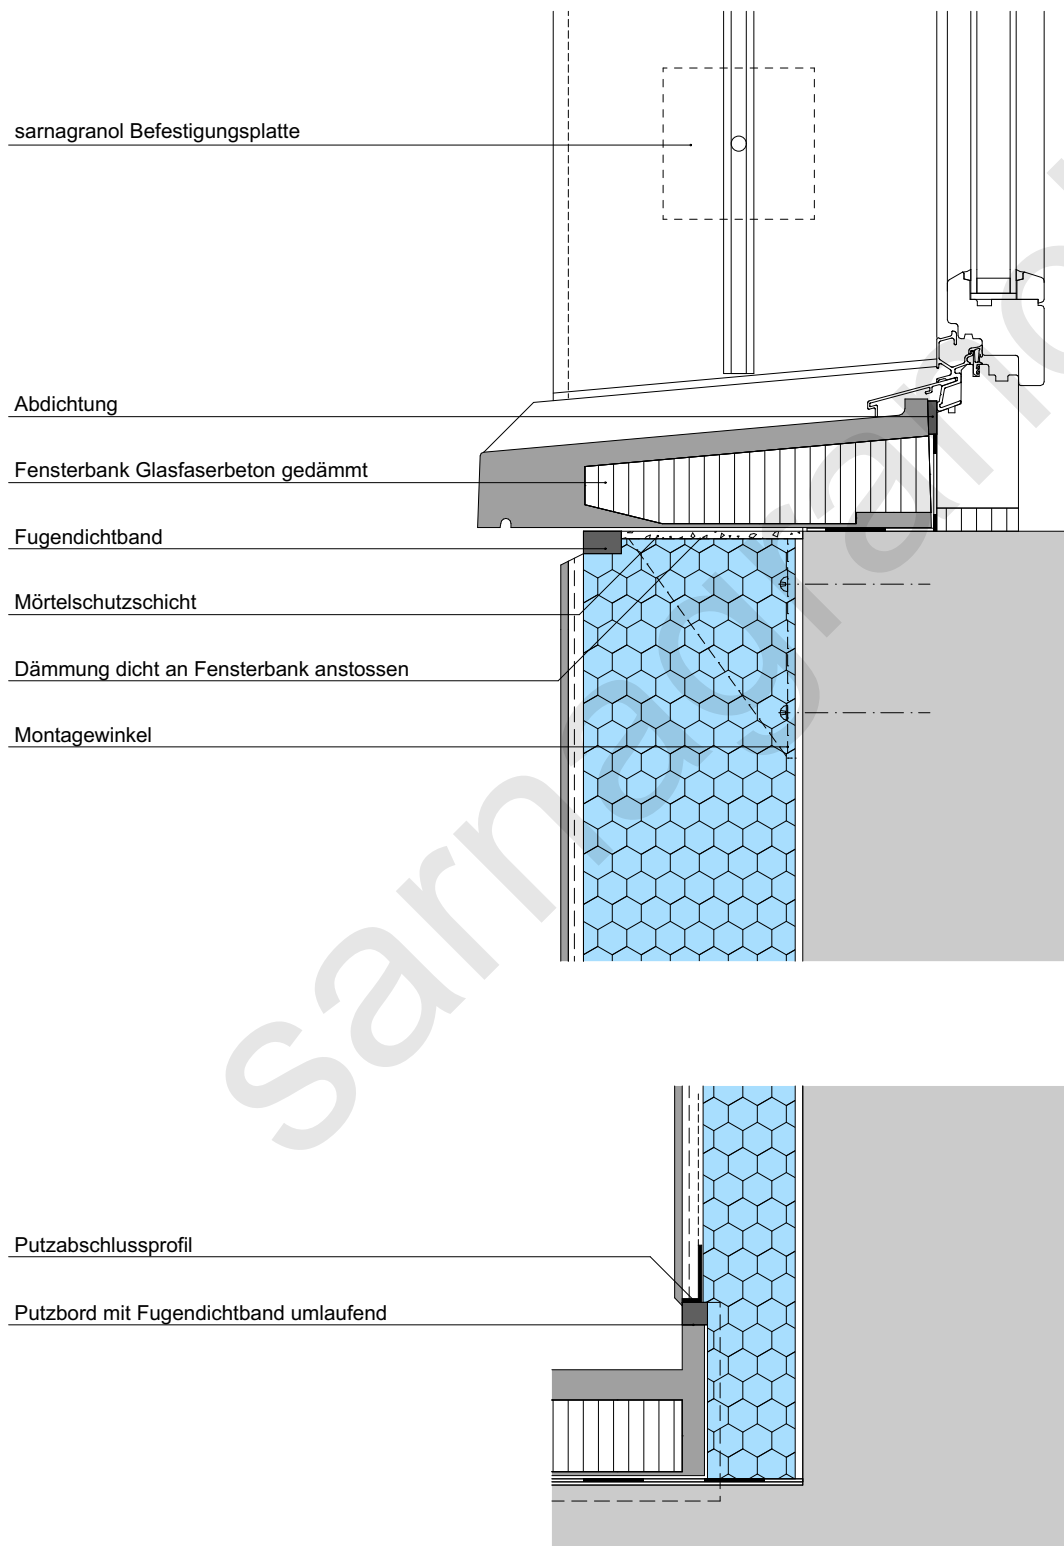 sarnagranol Befestigungsplatte
Abdichtung
Fensterbank Glasfaserbeton gedämmt
Fugendichtband
Mörtelschutzschicht
Dämmung dicht an Fensterbank anstossen
Montagewinkel
Putzabschlussprofil
Putzbord mit Fugendichtband umlaufend
sarnagrano